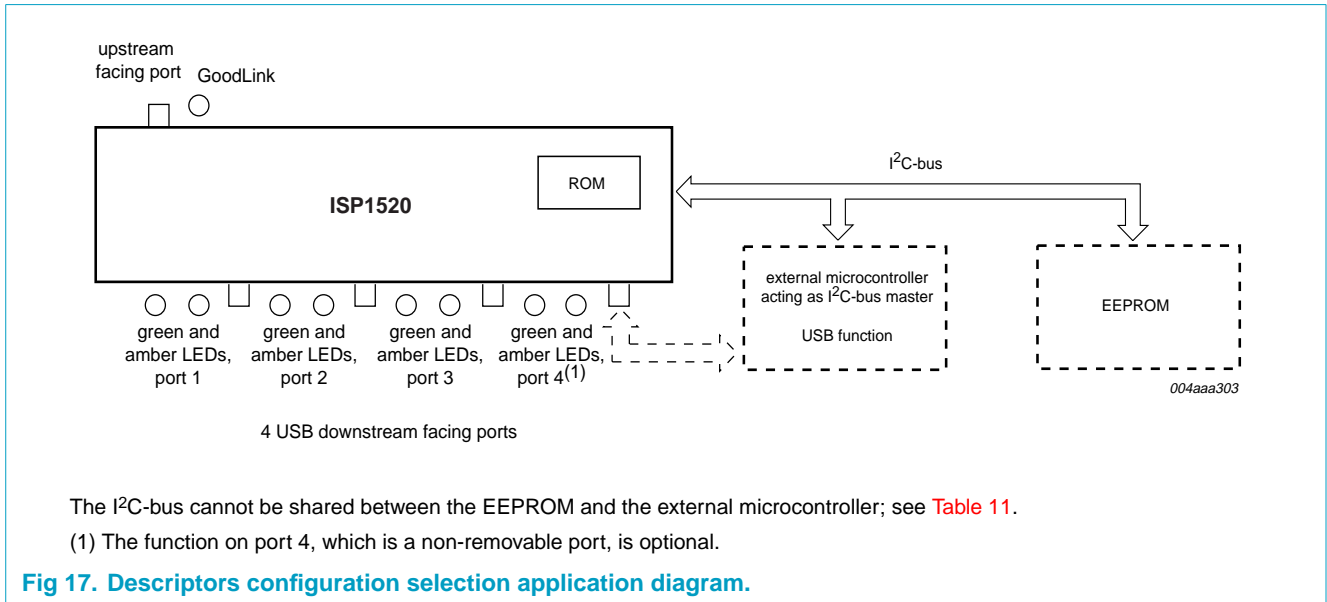 upstream
facing port
GoodLink
ROM
ISP1520
I²C-bus
external microcontroller
acting as I²C-bus master
USB function
EEPROM
green and
amber LEDs,
port 1
green and
amber LEDs,
port 2
green and
amber LEDs,
port 3
green and
amber LEDs,
port 4(1)
004aaa303
4 USB downstream facing ports
The I²C-bus cannot be shared between the EEPROM and the external microcontroller; see Table 11.
(1) The function on port 4, which is a non-removable port, is optional.
Fig 17. Descriptors configuration selection application diagram.